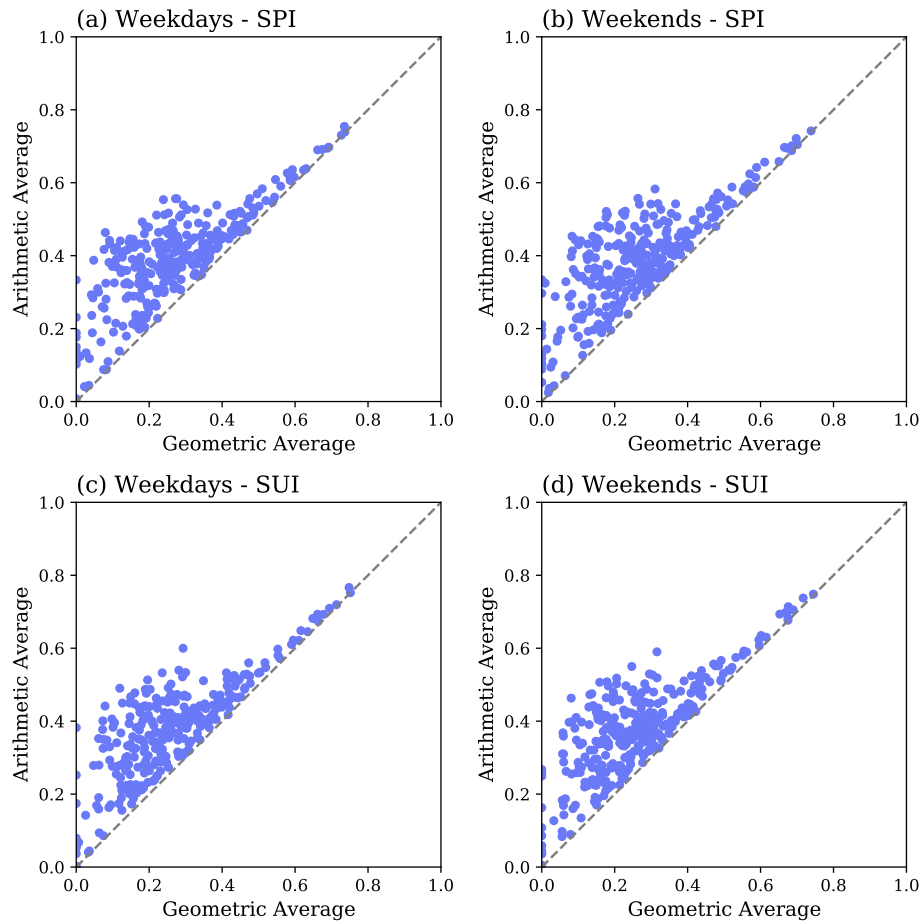 (a) Weekdays - SPI
1.0
0.8
0.6
0.4
0.2
0.0
Arithmetic Average
0.0 0.2 0.4 0.6 0.8 1.0
Geometric Average
(b) Weekends - SPI
1.0
0.8
0.6
0.4
0.2
0.0
Arithmetic Average
0.0 0.2 0.4 0.6 0.8 1.0
Geometric Average
(c) Weekdays - SUI
1.0
0.8
0.6
0.4
0.2
0.0
Arithmetic Average
0.0 0.2 0.4 0.6 0.8 1.0
Geometric Average
(d) Weekends - SUI
1.0
0.8
0.6
0.4
0.2
0.0
Arithmetic Average
0.0 0.2 0.4 0.6 0.8 1.0
Geometric Average